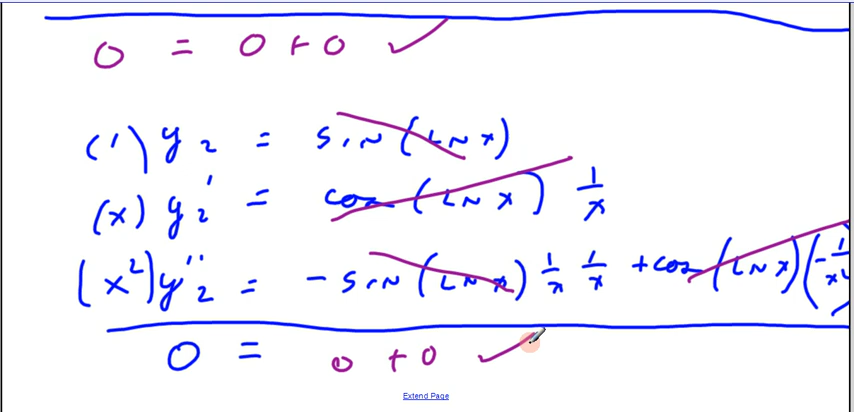 0 = 0 + 0 ✓
(1) y₂ = sin (LN x)
(x) y₂' = cos (LN x) 1/x
(x²) y₂'' = - sin (LN x) 1/x 1/x + cos (LN x) (-1/x²)
0 = 0 + 0 ✓
Extend Page